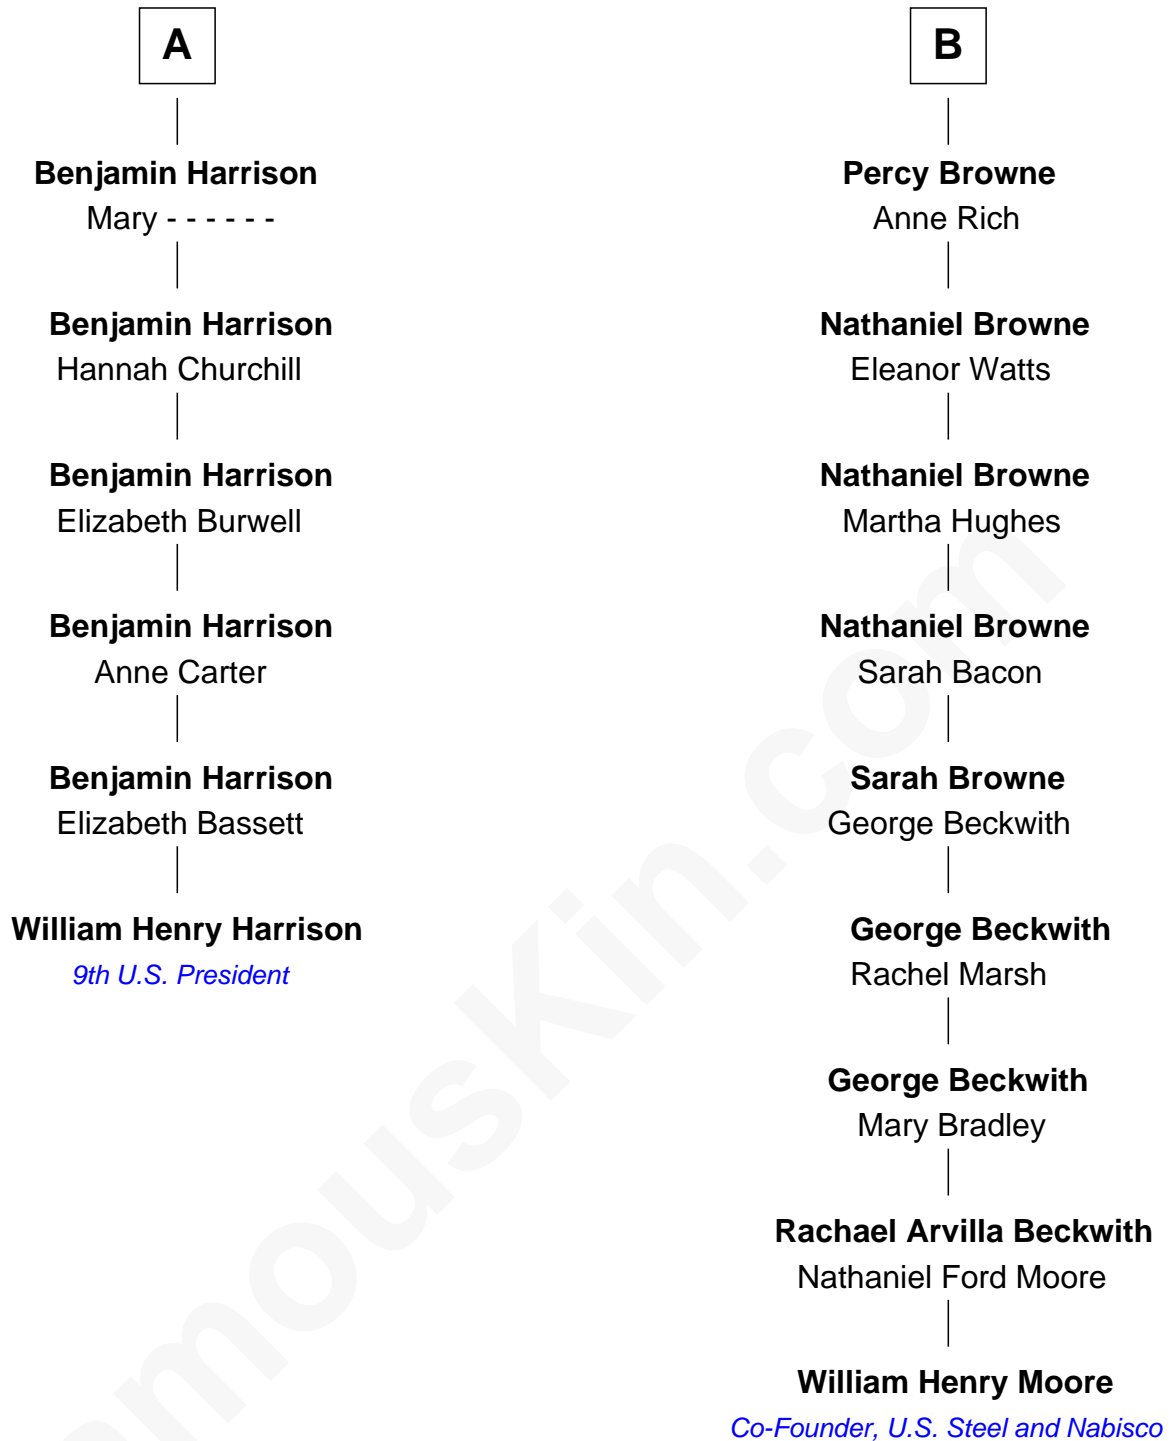 A
Benjamin Harrison
Mary - - - - - -
Benjamin Harrison
Hannah Churchill
Benjamin Harrison
Elizabeth Burwell
Benjamin Harrison
Anne Carter
Benjamin Harrison
Elizabeth Bassett
William Henry Harrison
9th U.S. President
B
Percy Browne
Anne Rich
Nathaniel Browne
Eleanor Watts
Nathaniel Browne
Martha Hughes
Nathaniel Browne
Sarah Bacon
Sarah Browne
George Beckwith
George Beckwith
Rachel Marsh
George Beckwith
Mary Bradley
Rachael Arvilla Beckwith
Nathaniel Ford Moore
William Henry Moore
Co-Founder, U.S. Steel and Nabisco
amouskin.com